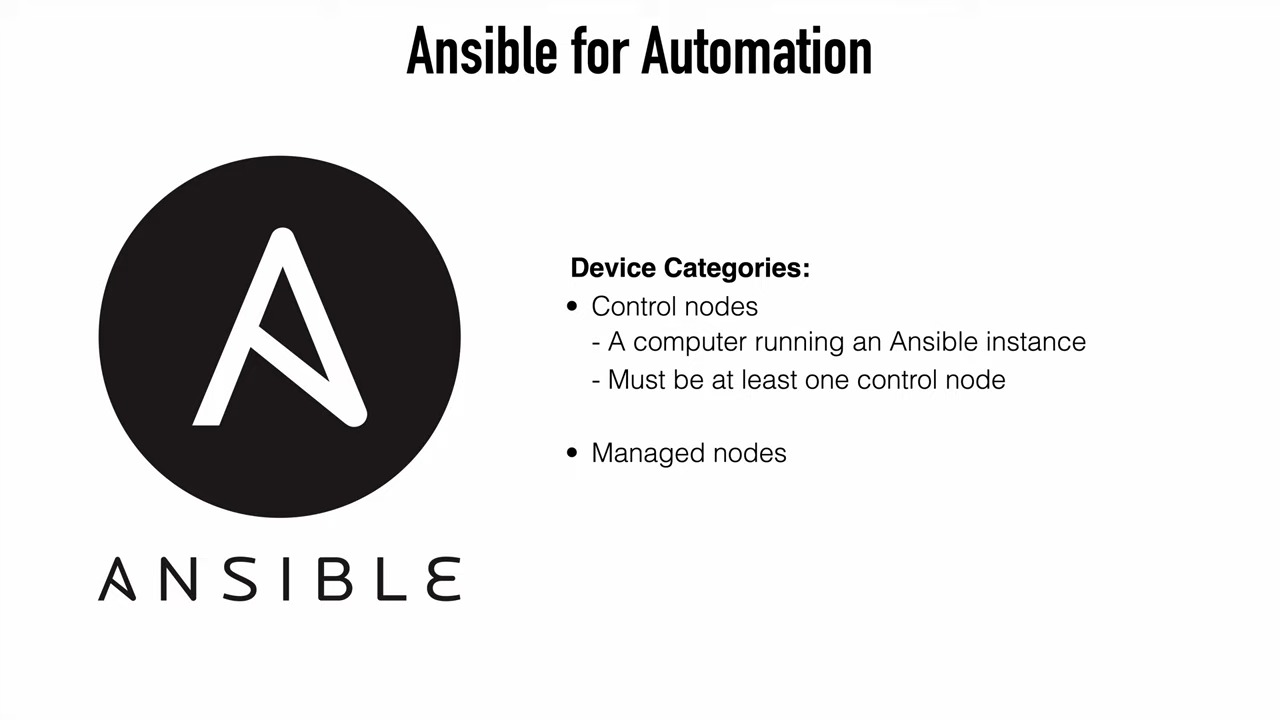 Ansible for Automation
Device Categories:
• Control nodes
- A computer running an Ansible instance
- Must be at least one control node
• Managed nodes
ANSIBLE